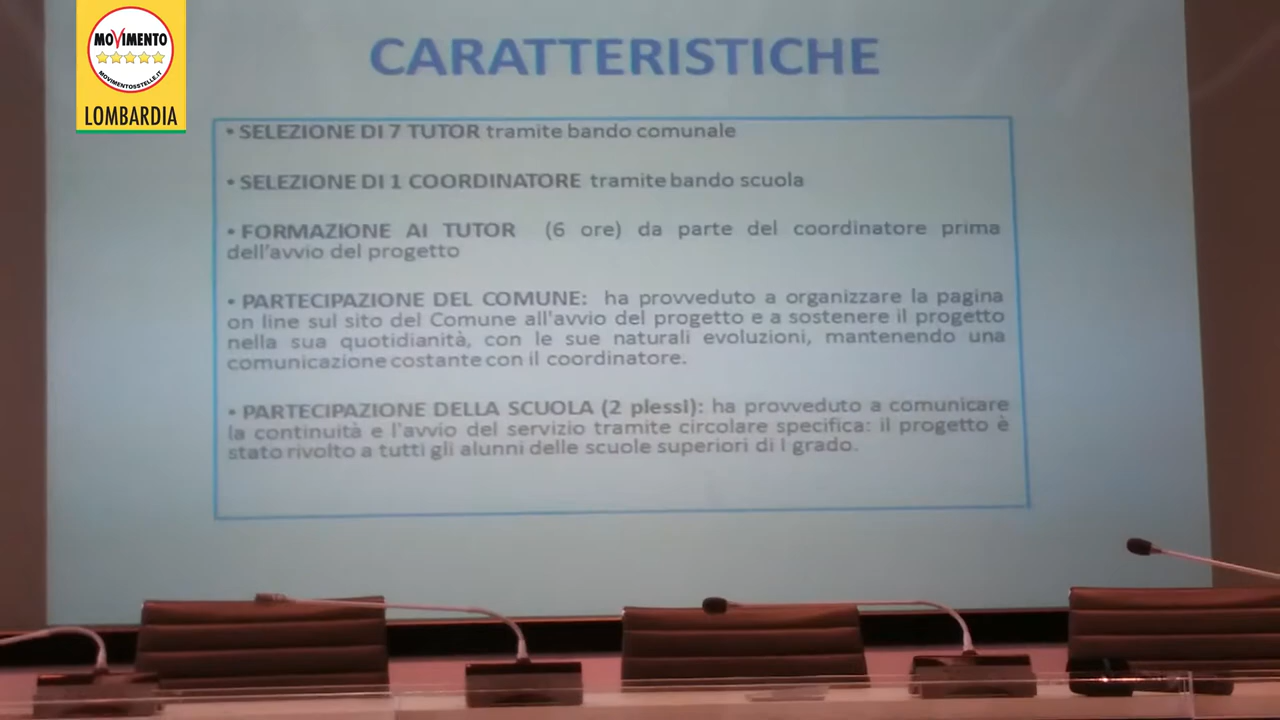 MOVIMENTO
MOVIMENTO5STELLE.IT
LOMBARDIA
CARATTERISTICHE
• SELEZIONE DI 7 TUTOR tramite bando comunale
• SELEZIONE DI 1 COORDINATORE tramite bando scuola
• FORMAZIONE AI TUTOR (6 ore) da parte del coordinatore prima
dell'avvio del progetto
• PARTECIPAZIONE DEL COMUNE: ha provveduto a organizzare la pagina
on line sul sito del Comune all'avvio del progetto e a sostenere il progetto
nella sua quotidianità, con le sue naturali evoluzioni, mantenendo una
comunicazione costante con il coordinatore.
• PARTECIPAZIONE DELLA SCUOLA (2 plessi): ha provveduto a comunicare
la continuità e l'avvio del servizio tramite circolare specifica: il progetto è
stato rivolto a tutti gli alunni delle scuole superiori di I grado.